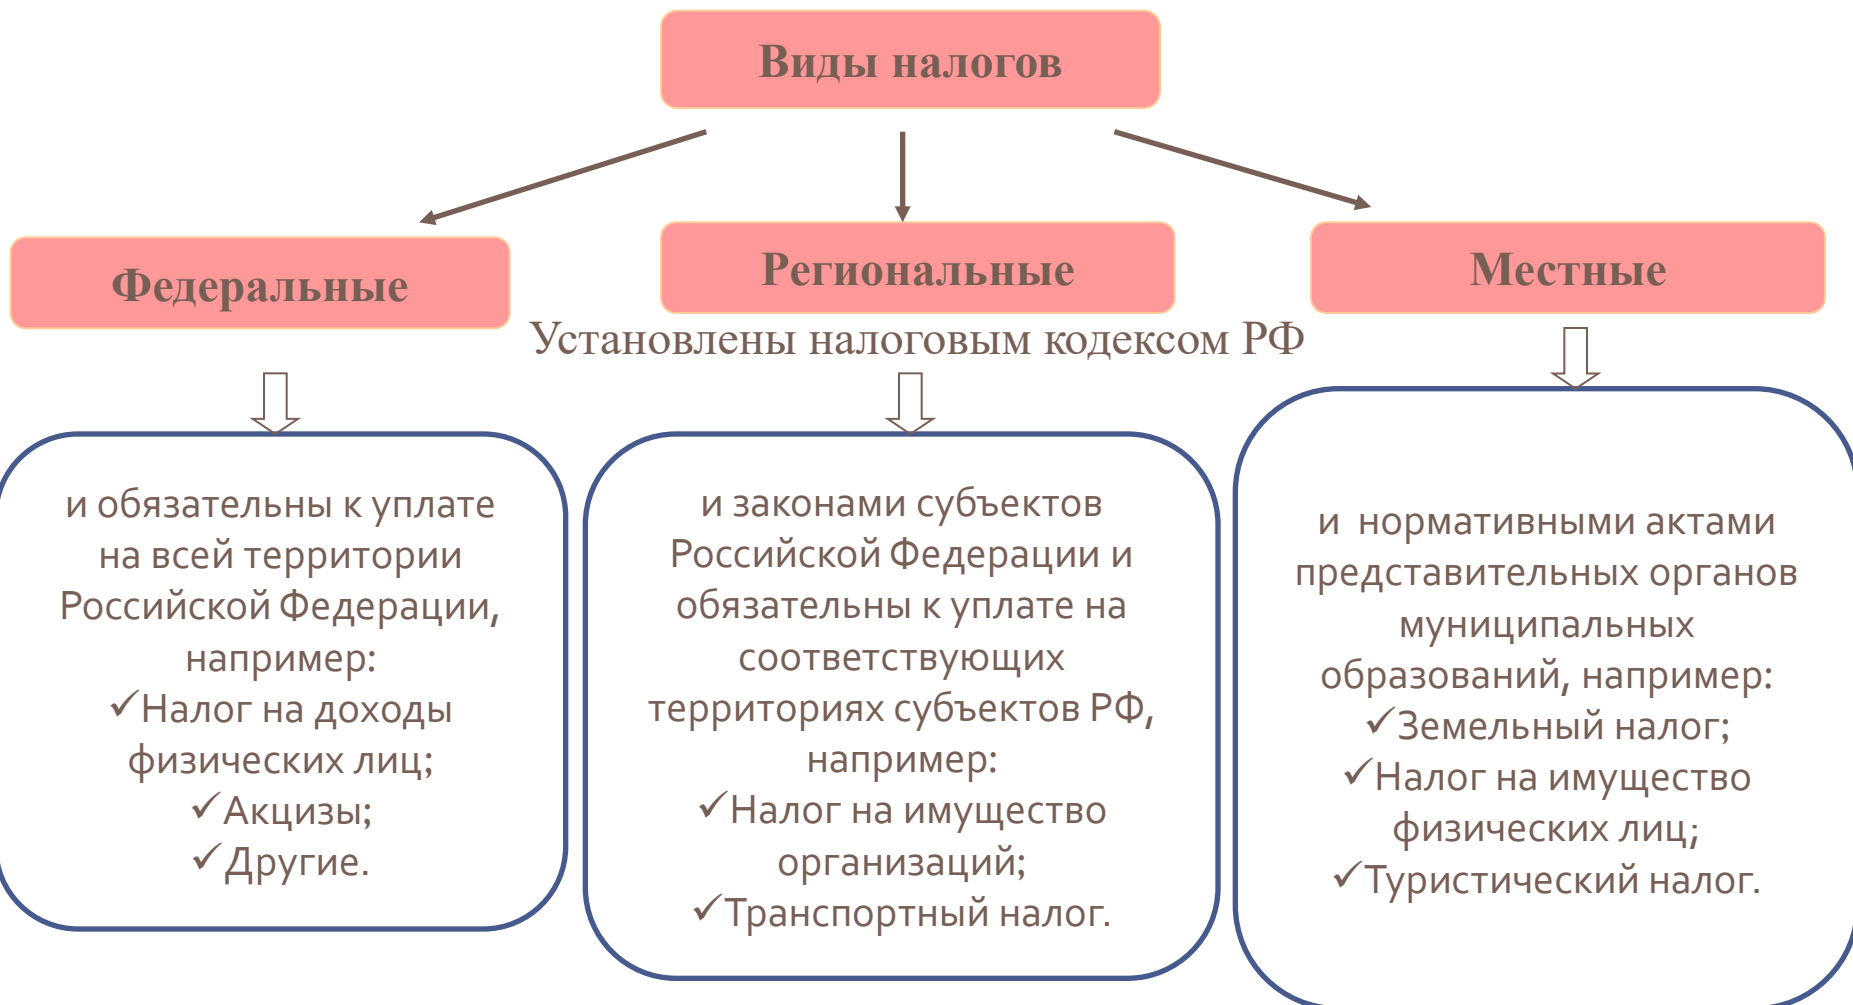 Виды налогов
Федеральные
Региональные
Местные
Установлены налоговым кодексом РФ
и обязательны к уплате
на всей территории
Российской Федерации,
например:
✓Налог на доходы
физических лиц;
✓Акцизы;
✓Другие.
и законами субъектов
Российской Федерации и
обязательны к уплате на
соответствующих
территориях субъектов РФ,
например:
✓Налог на имущество
организаций;
✓Транспортный налог.
и нормативными актами
представительных органов
муниципальных
образований, например:
✓Земельный налог;
✓Налог на имущество
физических лиц;
✓Туристический налог.